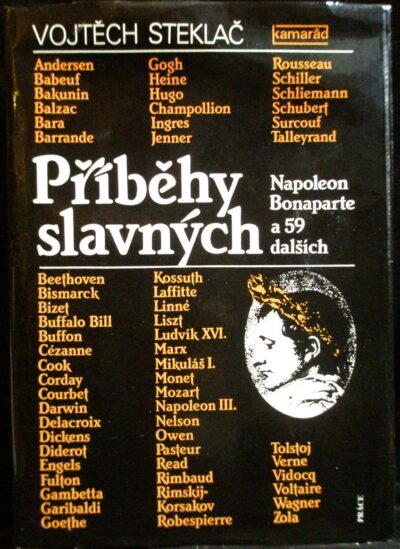 VOJTĚCH STEKLAČ
kamarád
Andersen
Babeuf
Bakunin
Balzac
Bara
Barrande
Gogh
Heine
Hugo
Champollion
Ingres
Jenner
Rousseau
Schiller
Schliemann
Schubert
Surcouf
Talleyrand
Příběhy
slavných
Napoleon
Bonaparte
a 59
dalších
Beethoven
Bismarck
Bizet
Buffalo Bill
Buffon
Cézanne
Cook
Corday
Courbet
Darwin
Delacroix
Dickens
Diderot
Engels
Fulton
Gambetta
Garibaldi
Goethe
Kossuth
Laffitte
Linné
Liszt
Ludvík XVI.
Marx
Mikuláš I.
Monet
Mozart
Napoleon III.
Nelson
Owen
Pasteur
Read
Rimbaud
Rimskij-
Korsakov
Robespierre
Tolstoj
Verne
Vidocq
Voltaire
Wagner
Zola
PRÁCE